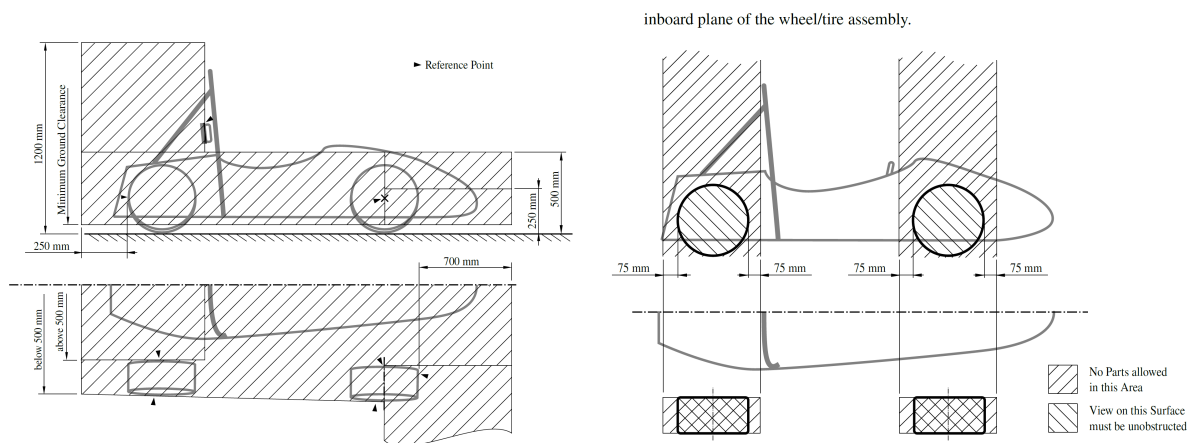 inboard plane of the wheel/tire assembly.
Reference Point
1200 mm
Minimum Ground Clearance
500 mm
250 mm
250 mm
700 mm
below 500 mm
above 500 mm
75 mm
75 mm
75 mm
75 mm
No Parts allowed
in this Area
View on this Surface
must be unobstructed